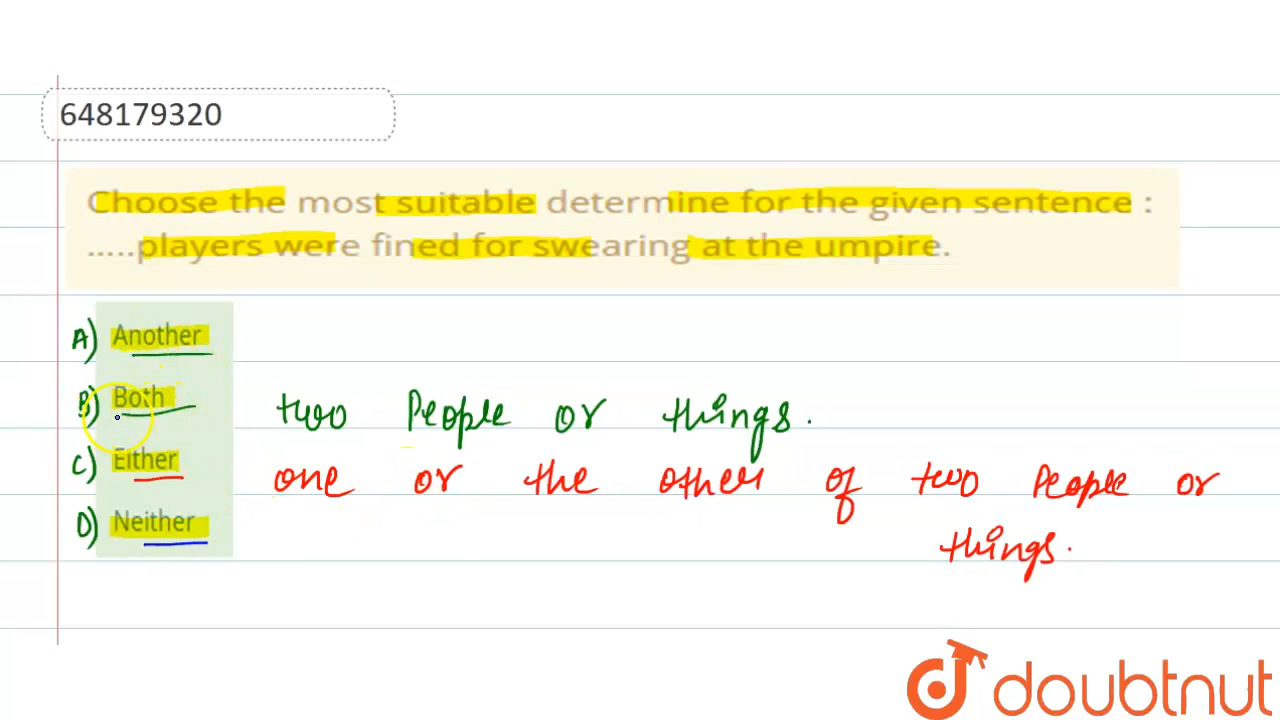 648179320
Choose the most suitable determine for the given sentence :
.....players were fined for swearing at the umpire.
A) Another
B) Both two People or things.
C) Either one or the other of two People or
things.
D) Neither
doubtnut